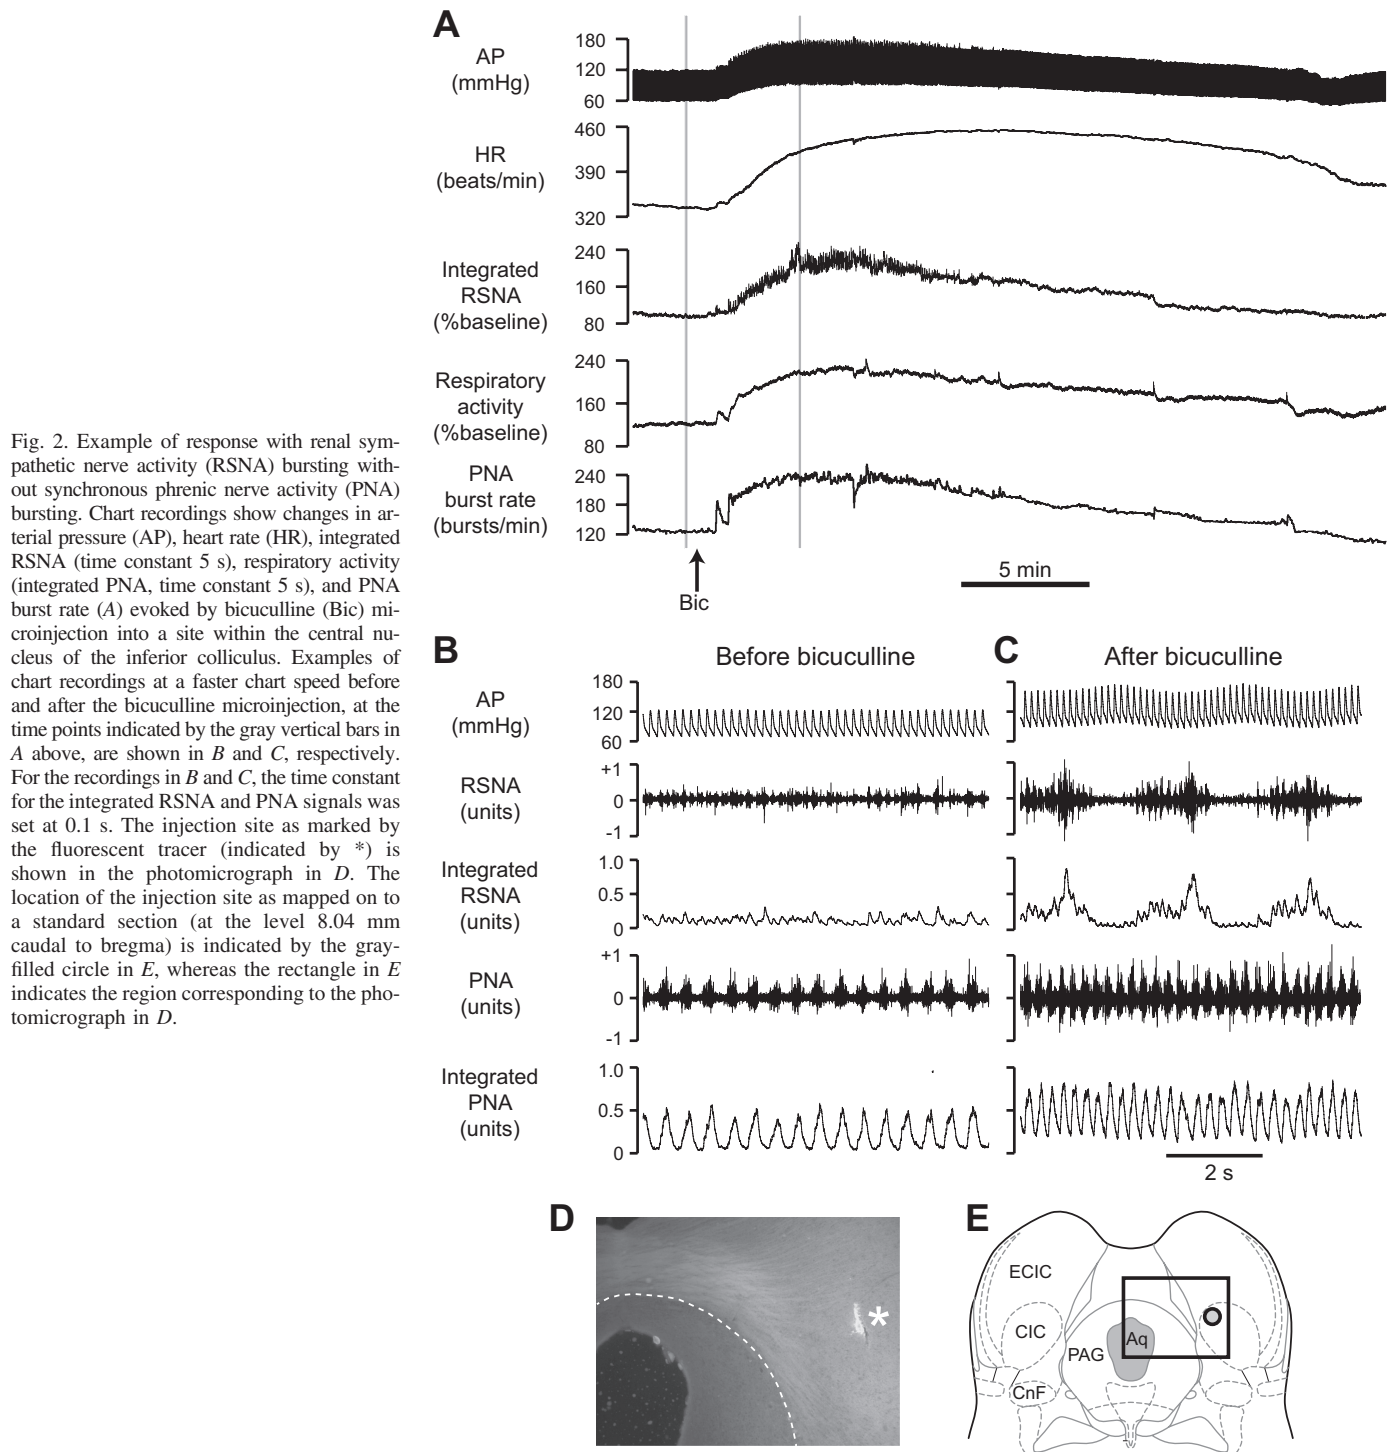 Fig. 2. Example of response with renal sym-
pathetic nerve activity (RSNA) bursting with-
out synchronous phrenic nerve activity (PNA)
bursting. Chart recordings show changes in ar-
terial pressure (AP), heart rate (HR), integrated
RSNA (time constant 5 s), respiratory activity
(integrated PNA, time constant 5 s), and PNA
burst rate (A) evoked by bicuculline (Bic) mi-
croinjection into a site within the central nu-
cleus of the inferior colliculus. Examples of
chart recordings at a faster chart speed before
and after the bicuculline microinjection, at the
time points indicated by the gray vertical bars in
A above, are shown in B and C, respectively.
For the recordings in B and C, the time constant
for the integrated RSNA and PNA signals was
set at 0.1 s. The injection site as marked by
the fluorescent tracer (indicated by *) is
shown in the photomicrograph in D. The
location of the injection site as mapped on to
a standard section (at the level 8.04 mm
caudal to bregma) is indicated by the gray-
filled circle in E, whereas the rectangle in E
indicates the region corresponding to the pho-
tomicrograph in D.
A
AP
(mmHg)
180
120
60
HR
(beats/min)
460
390
320
Integrated
RSNA
(%baseline)
240
160
80
Respiratory
activity
(%baseline)
240
160
80
PNA
burst rate
(bursts/min)
240
180
120
Bic
5 min
B
Before bicuculline
C
After bicuculline
AP
(mmHg)
180
120
60
RSNA
(units)
+1
0
-1
Integrated
RSNA
(units)
1.0
0.5
0
PNA
(units)
+1
0
-1
Integrated
PNA
(units)
1.0
0.5
0
2 s
D
*
E
ECIC
CIC
Aq
PAG
CnF